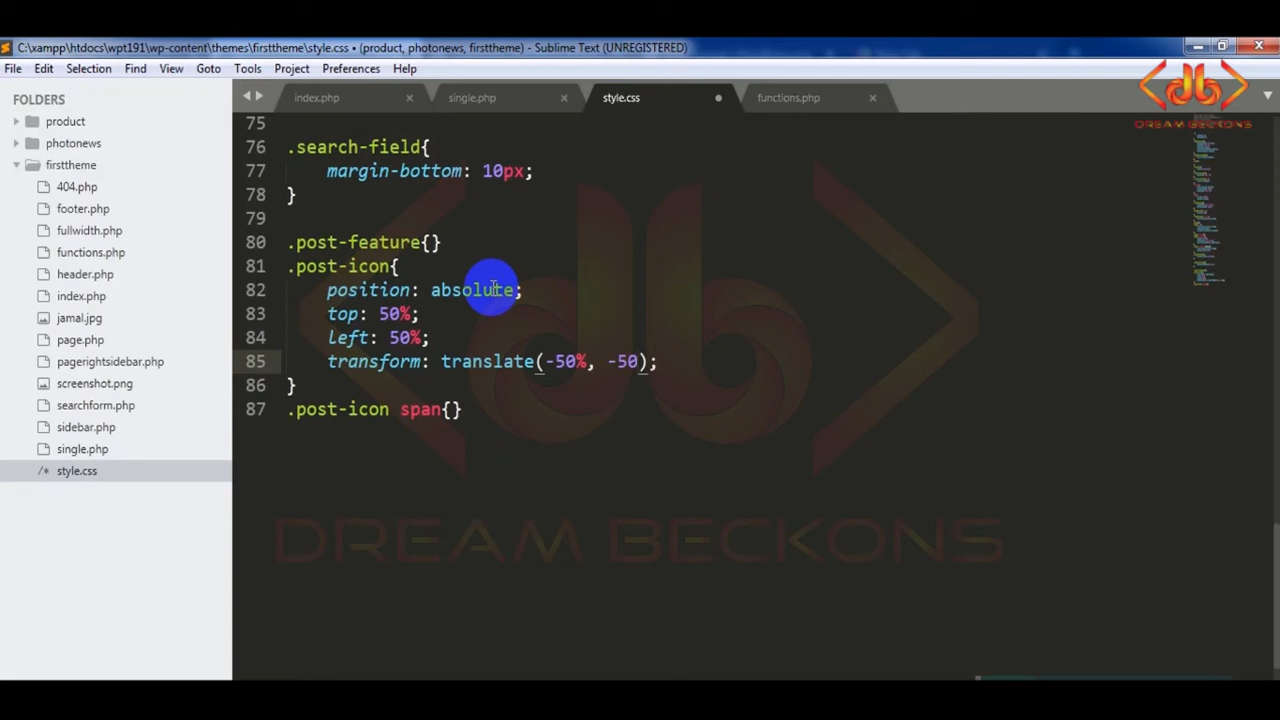 C:\xampp\htdocs\wpt191\wp-content\themes\firsttheme\style.css • (product, photonews, firsttheme) - Sublime Text (UNREGISTERED)
File Edit Selection Find View Goto Tools Project Preferences Help
FOLDERS
product
photonews
firsttheme
404.php
footer.php
fullwidth.php
functions.php
header.php
index.php
jamal.jpg
page.php
pagerightsidebar.php
screenshot.png
searchform.php
sidebar.php
single.php
/* style.css
index.php single.php style.css functions.php
DREAM BECKONS
75
76 .search-field{
77 margin-bottom: 10px;
78 }
79
80 .post-feature{}
81 .post-icon{
82 position: absolute;
83 top: 50%;
84 left: 50%;
85 transform: translate(-50%, -50);
86 }
87 .post-icon span{}
DREAM BECKONS